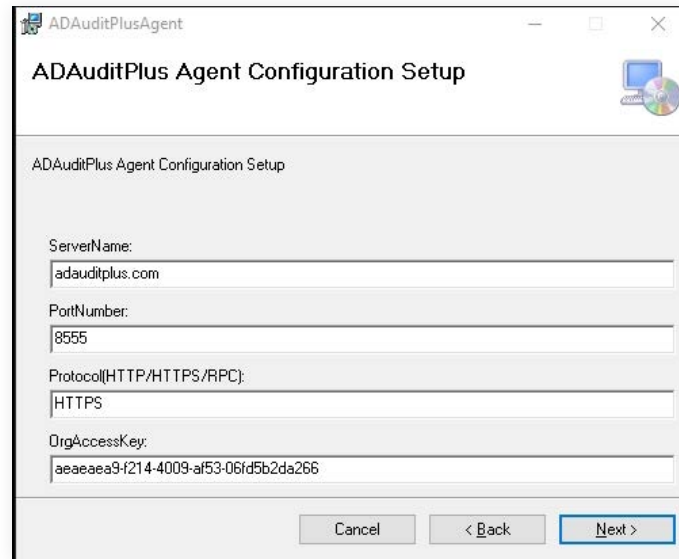 ADAuditPlusAgent
ADAuditPlus Agent Configuration Setup
ADAuditPlus Agent Configuration Setup
ServerName:
adauditplus.com
PortNumber:
8555
Protocol(HTTP/HTTPS/RPC):
HTTPS
OrgAccessKey:
aeaeaea9-f214-4009-af53-06fd5b2da266
Cancel < Back Next >